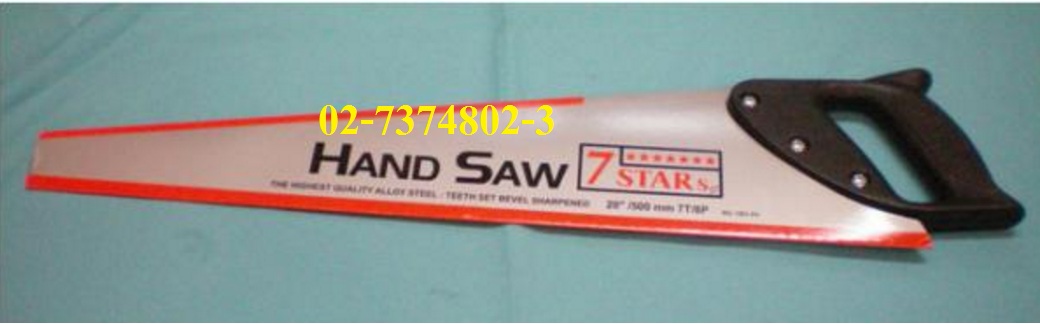 02-7374802-3
HAND SAW
7 STARS
THE HIGHEST QUALITY ALLOY STEEL - TEETH SET BEVEL SHARPENED
20" /500 mm 7T/8P